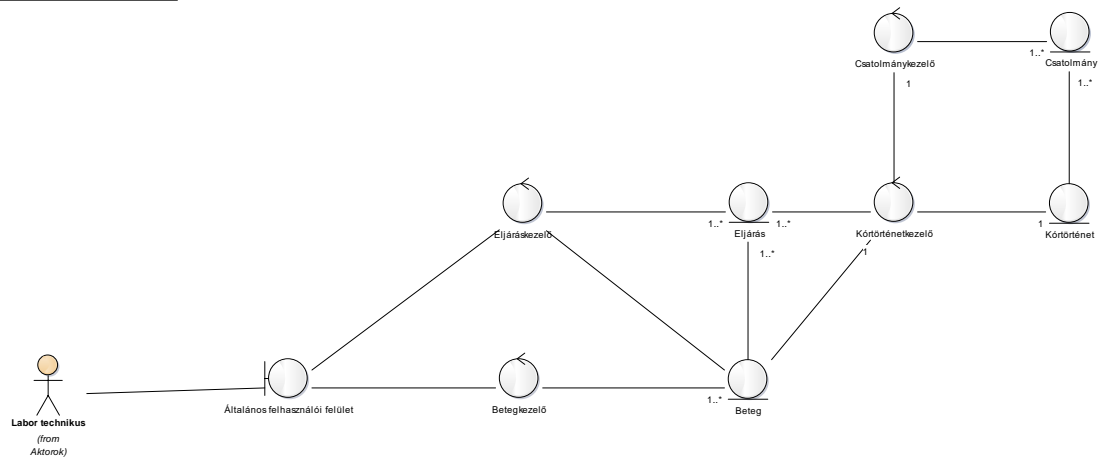 Csatolmánykezelő
1..*
Csatolmány
1
1..*
Eljáráskezelő
1..*
Eljárás
1..*
Kórtörténetkezelő
1
Kórtörténet
1..*
1
Labor technikus
(from
Aktorok)
Általános felhasználói felület
Betegkezelő
1..*
Beteg